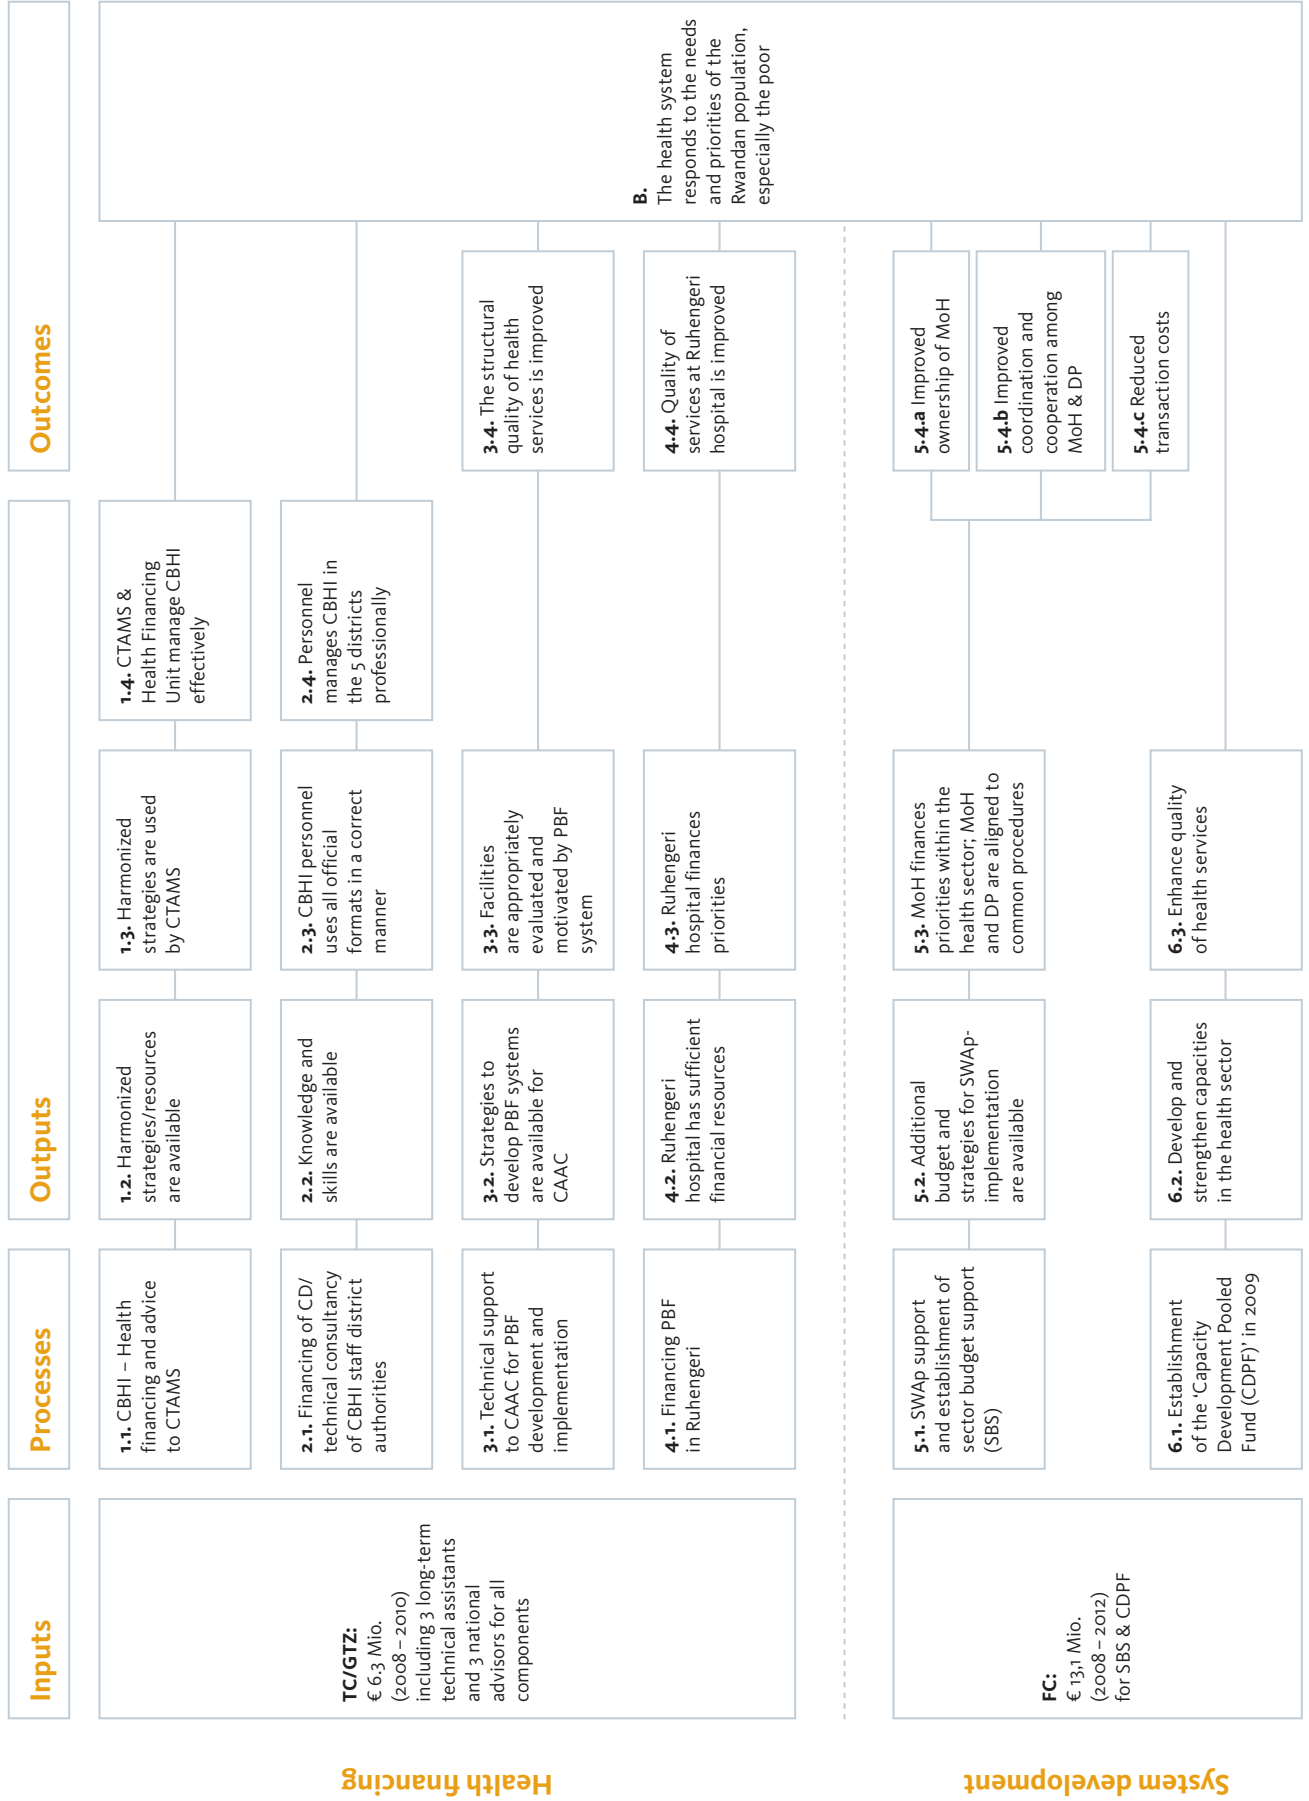 Inputs
Processes
Outputs
Outcomes
Health financing
TC/GTZ:
€ 6.3 Mio.
(2008 – 2010)
including 3 long-term
technical assistants
and 3 national
advisors for all
components
1.1. CBHI – Health
financing and advice
to CTAMS
1.2. Harmonized
strategies/resources
are available
1.3. Harmonized
strategies are used
by CTAMS
1.4. CTAMS &
Health Financing
Unit manage CBHI
effectively
2.1. Financing of CD/
technical consultancy
of CBHI staff district
authorities
2.2. Knowledge and
skills are available
2.3. CBHI personnel
uses all official
formats in a correct
manner
2.4. Personnel
manages CBHI in
the 5 districts
professionally
3.1. Technical support
to CAAC for PBF
development and
implementation
3.2. Strategies to
develop PBF systems
are available for
CAAC
3.3. Facilities
are appropriately
evaluated and
motivated by PBF
system
3.4. The structural
quality of health
services is improved
4.1. Financing PBF
in Ruhengeri
4.2. Ruhengeri
hospital has sufficient
financial resources
4.3. Ruhengeri
hospital finances
priorities
4.4. Quality of
services at Ruhengeri
hospital is improved
B.
The health system
responds to the needs
and priorities of the
Rwandan population,
especially the poor
System development
FC:
€ 13,1 Mio.
(2008 – 2012)
for SBS & CDPF
5.1. SWAp support
and establishment of
sector budget support
(SBS)
5.2. Additional
budget and
strategies for SWAp-
implementation
are available
5.3. MoH finances
priorities within the
health sector; MoH
and DP are aligned to
common procedures
5.4.a Improved
ownership of MoH
5.4.b Improved
coordination and
cooperation among
MoH & DP
5.4.c Reduced
transaction costs
6.1. Establishment
of the ‘Capacity
Development Pooled
Fund (CDPF)’ in 2009
6.2. Develop and
strengthen capacities
in the health sector
6.3. Enhance quality
of health services